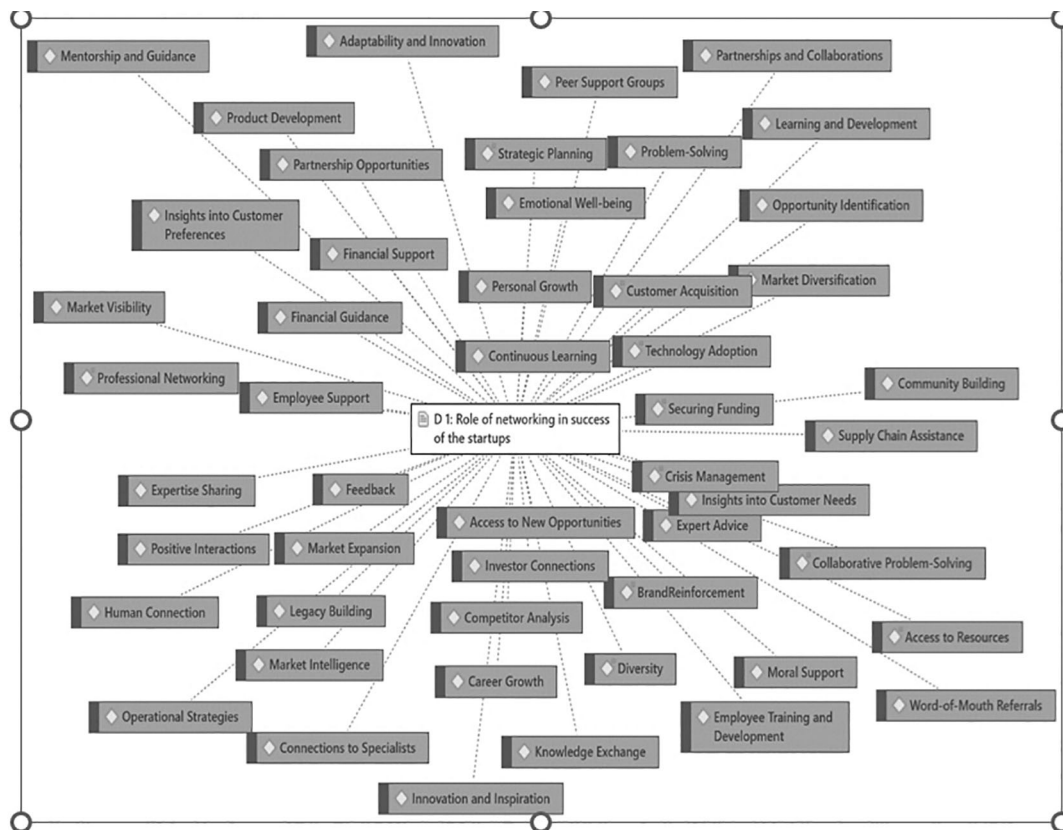 Adaptability and Innovation
Mentorship and Guidance
Partnerships and Collaborations
Peer Support Groups
Product Development
Learning and Development
Strategic Planning
Problem-Solving
Partnership Opportunities
Emotional Well-being
Opportunity Identification
Insights into Customer
Preferences
Financial Support
Personal Growth
Customer Acquisition
Market Diversification
Market Visibility
Financial Guidance
Continuous Learning
Technology Adoption
Professional Networking
Employee Support
Community Building
Securing Funding
D 1: Role of networking in success
of the startups
Supply Chain Assistance
Expertise Sharing
Feedback
Crisis Management
Insights into Customer Needs
Access to New Opportunities
Expert Advice
Positive Interactions
Market Expansion
Investor Connections
Collaborative Problem-Solving
BrandReinforcement
Human Connection
Legacy Building
Competitor Analysis
Access to Resources
Market Intelligence
Diversity
Moral Support
Career Growth
Word-of-Mouth Referrals
Operational Strategies
Employee Training and
Development
Connections to Specialists
Knowledge Exchange
Innovation and Inspiration